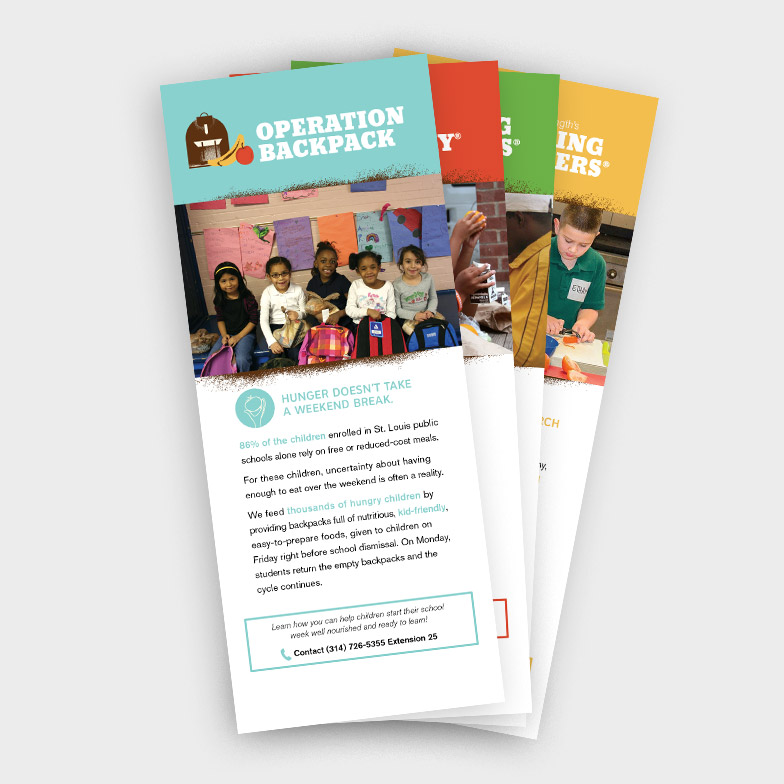 OPERATION
BACKPACK
HUNGER DOESN'T TAKE
A WEEKEND BREAK.
86% of the children enrolled in St. Louis public
schools alone rely on free or reduced-cost meals.
For these children, uncertainty about having
enough to eat over the weekend is often a reality.
We feed thousands of hungry children by
providing backpacks full of nutritious, kid-friendly,
easy-to-prepare foods, given to children on
Friday right before school dismissal. On Monday,
students return the empty backpacks and the
cycle continues.
Learn how you can help children start their school
week well nourished and ready to learn!
Contact (314) 726-5355 Extension 25
Y®
G
S®
gth's
ING
ERS®
RCH